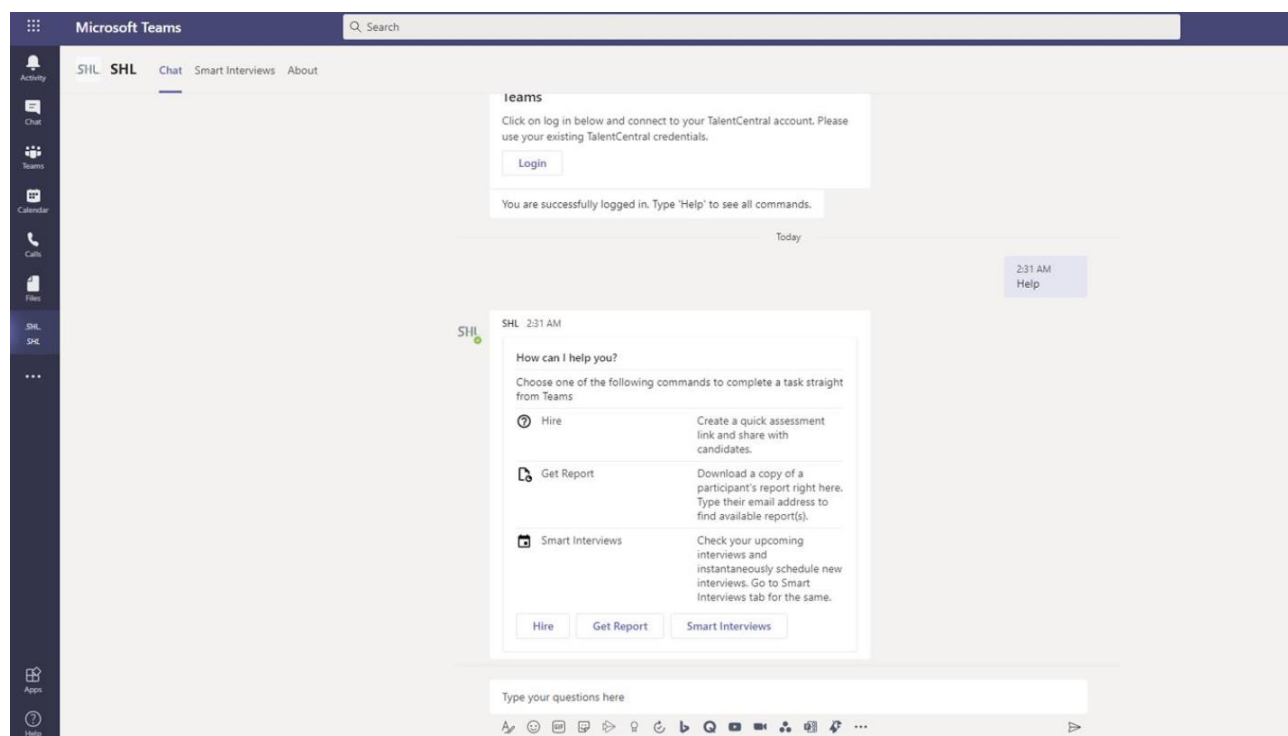 Microsoft Teams
Search
Activity
Chat
Teams
Calendar
Calls
Files
SHL
SHL
Apps
Help
SHL
SHL
Chat
Smart Interviews
About
Teams
Click on log in below and connect to your TalentCentral account. Please
use your existing TalentCentral credentials.
Login
You are successfully logged in. Type 'Help' to see all commands.
Today
2:31 AM
Help
SHL
SHL 2:31 AM
How can I help you?
Choose one of the following commands to complete a task straight
from Teams
Hire
Create a quick assessment
link and share with
candidates.
Get Report
Download a copy of a
participant's report right here.
Type their email address to
find available report(s).
Smart Interviews
Check your upcoming
interviews and
instantaneously schedule new
interviews. Go to Smart
Interviews tab for the same.
Hire
Get Report
Smart Interviews
Type your questions here
GIF